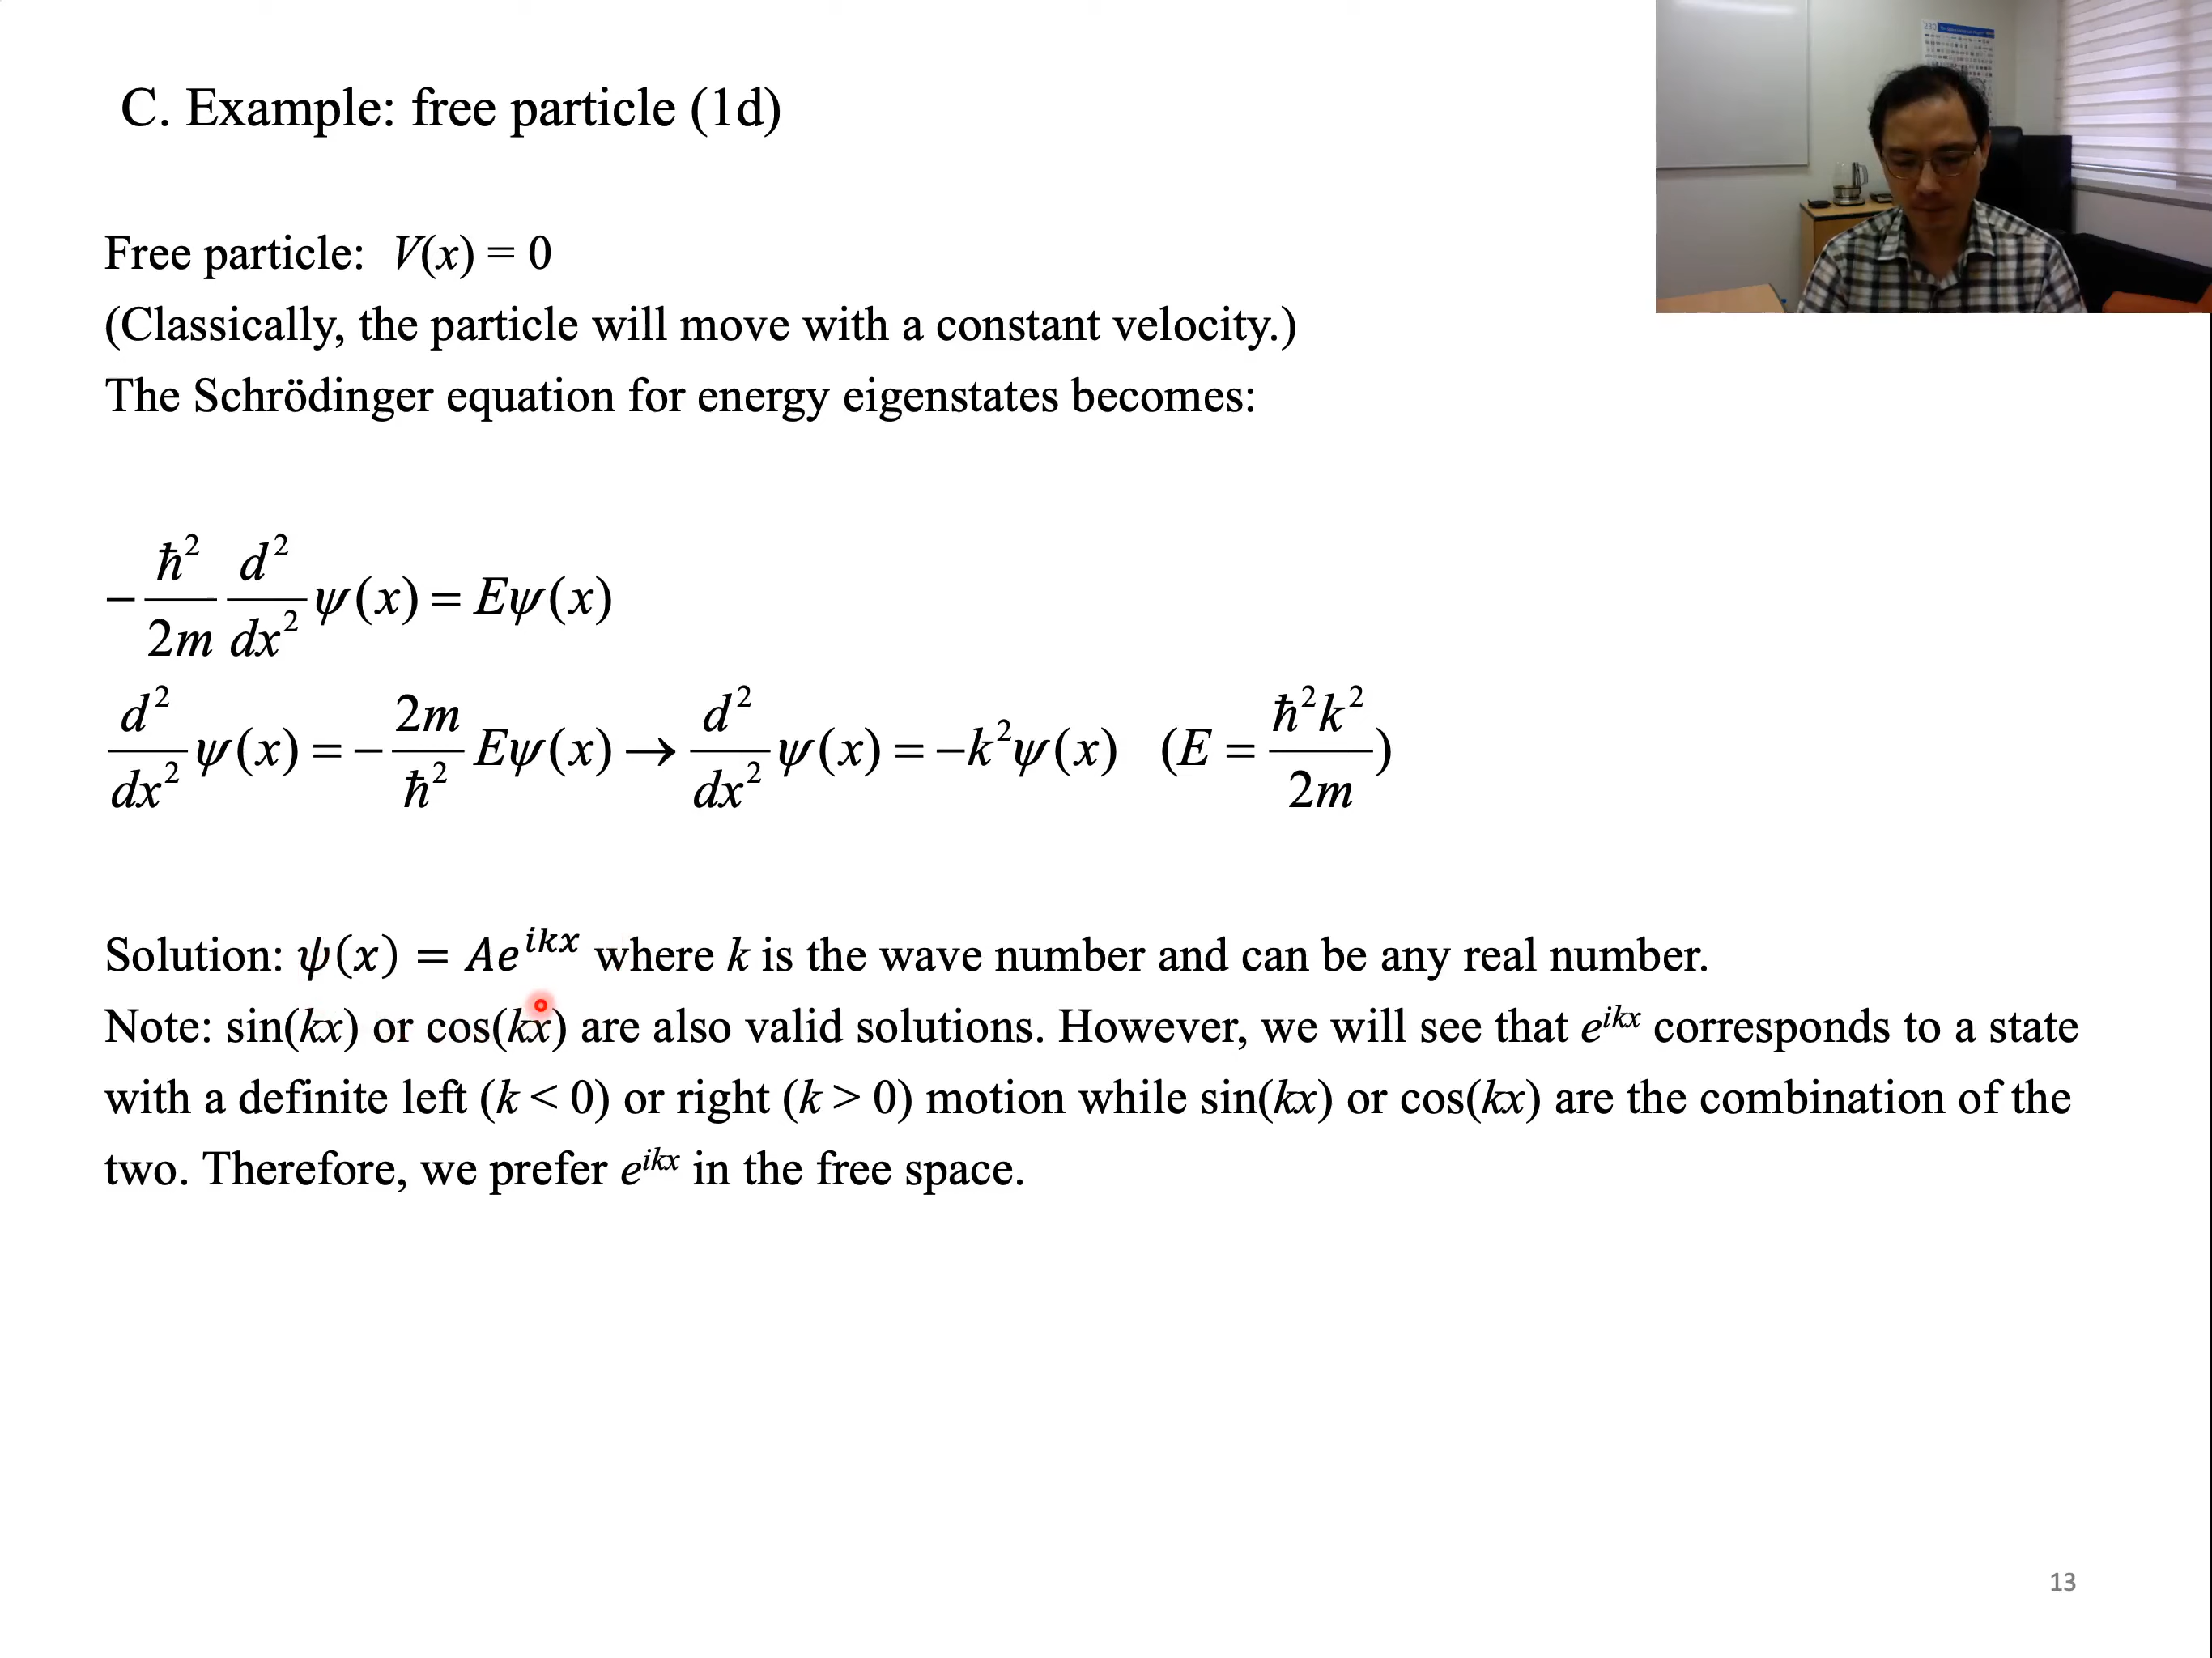 C. Example: free particle (1d)
Free particle: V(x) = 0
(Classically, the particle will move with a constant velocity.)
The Schrödinger equation for energy eigenstates becomes:
−ħ²/2m d²/dx² ψ(x) = Eψ(x)
d²/dx² ψ(x) = −2m/ħ² Eψ(x) → d²/dx² ψ(x) = −k²ψ(x) (E = ħ²k²/2m)
Solution: ψ(x) = Ae^{ikx} where k is the wave number and can be any real number.
Note: sin(kx) or cos(kx) are also valid solutions. However, we will see that e^{ikx} corresponds to a state
with a definite left (k < 0) or right (k > 0) motion while sin(kx) or cos(kx) are the combination of the
two. Therefore, we prefer e^{ikx} in the free space.
13